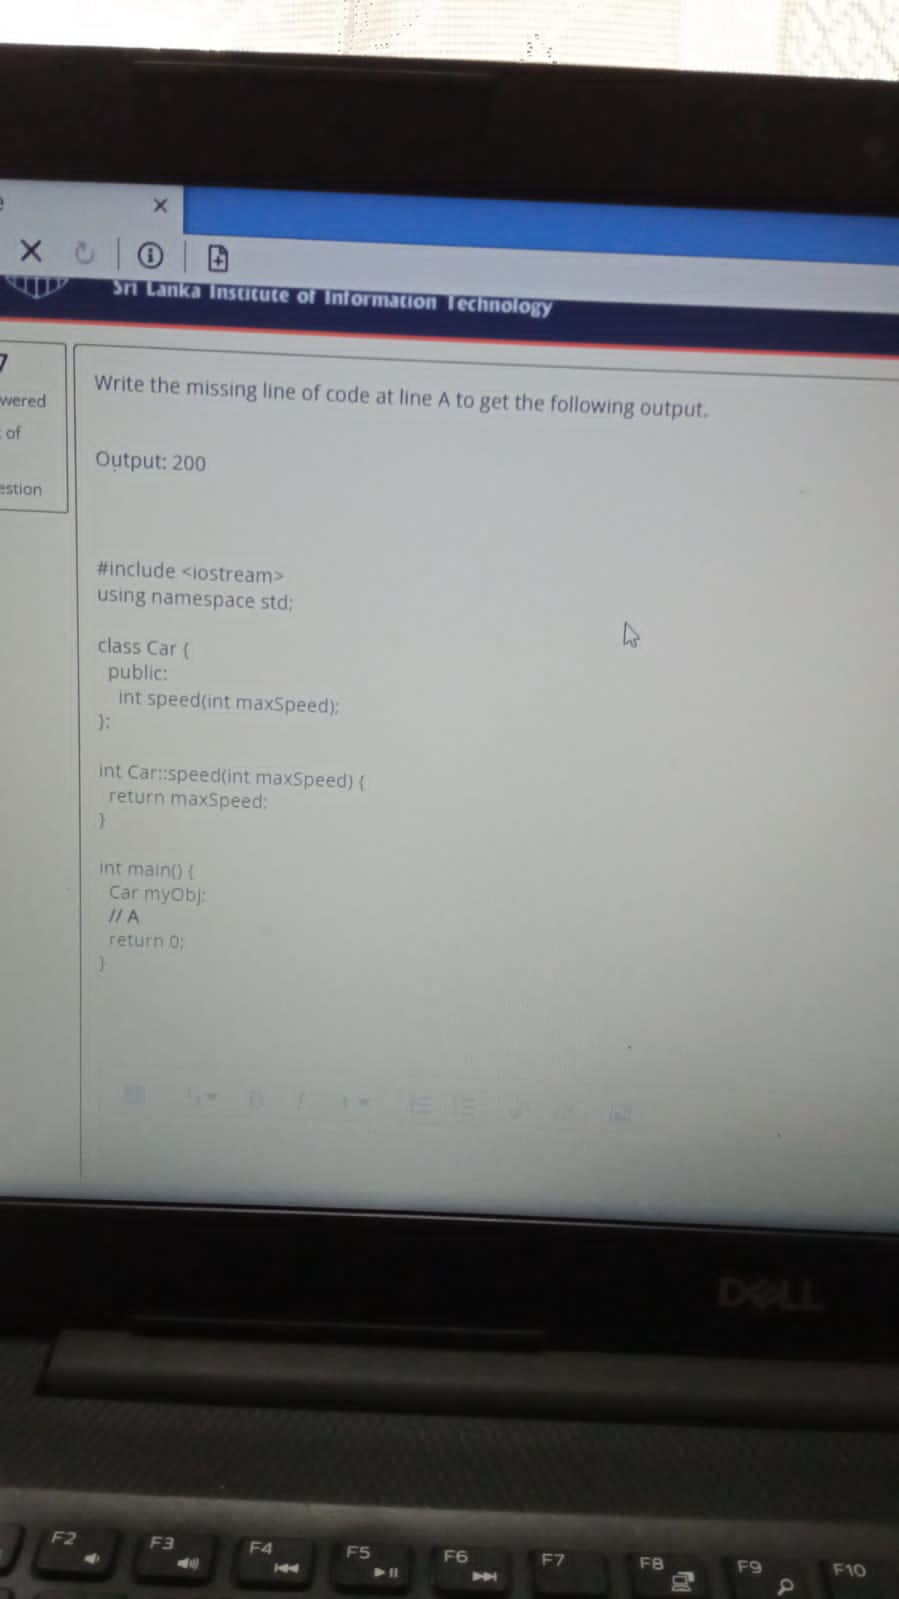 Sri Lanka Institute of Information Technology
7
wered
of
estion
Write the missing line of code at line A to get the following output.
Output: 200
#include <iostream>
using namespace std;
class Car {
public:
int speed(int maxSpeed);
};
int Car::speed(int maxSpeed) {
return maxSpeed;
}
int main() {
Car myObj;
// A
return 0;
}
DELL
F2
F3
F4
F5
F6
F7
F8
F9
F10